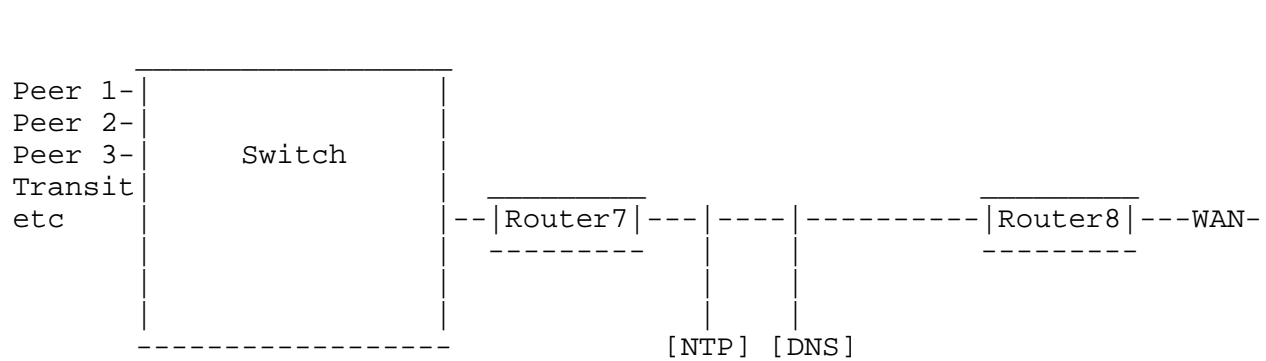 Peer 1-
Peer 2-
Peer 3- Switch
Transit
etc --|Router7|---|----|----------|Router8|---WAN-
[NTP] [DNS]